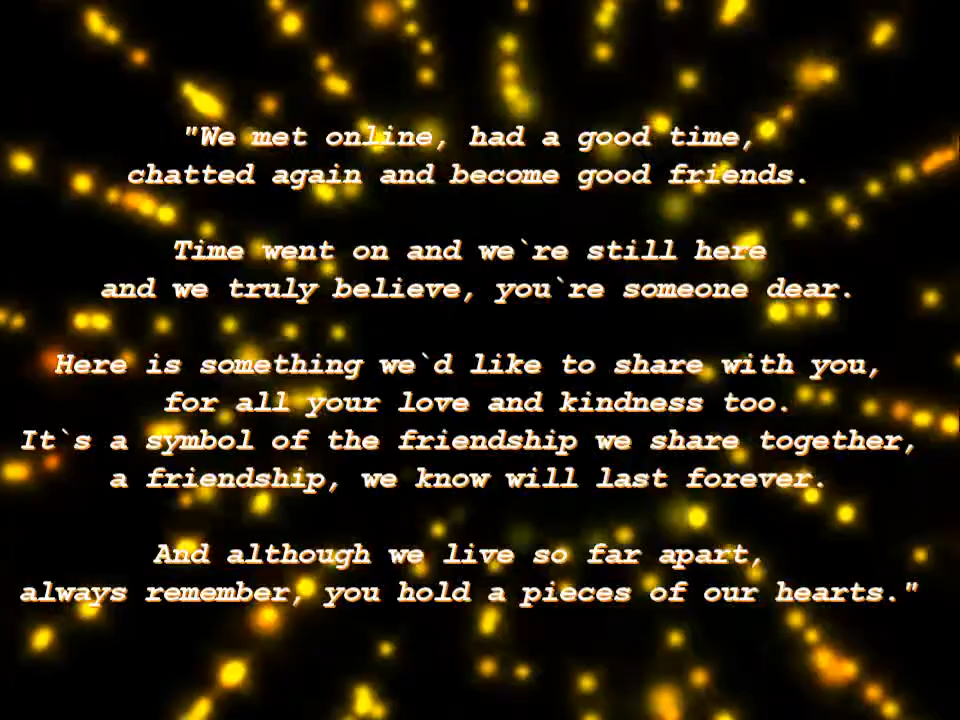 "We met online, had a good time,
chatted again and become good friends.
Time went on and we`re still here
and we truly believe, you`re someone dear.
Here is something we`d like to share with you,
for all your love and kindness too.
It`s a symbol of the friendship we share together,
a friendship, we know will last forever.
And although we live so far apart,
always remember, you hold a pieces of our hearts."